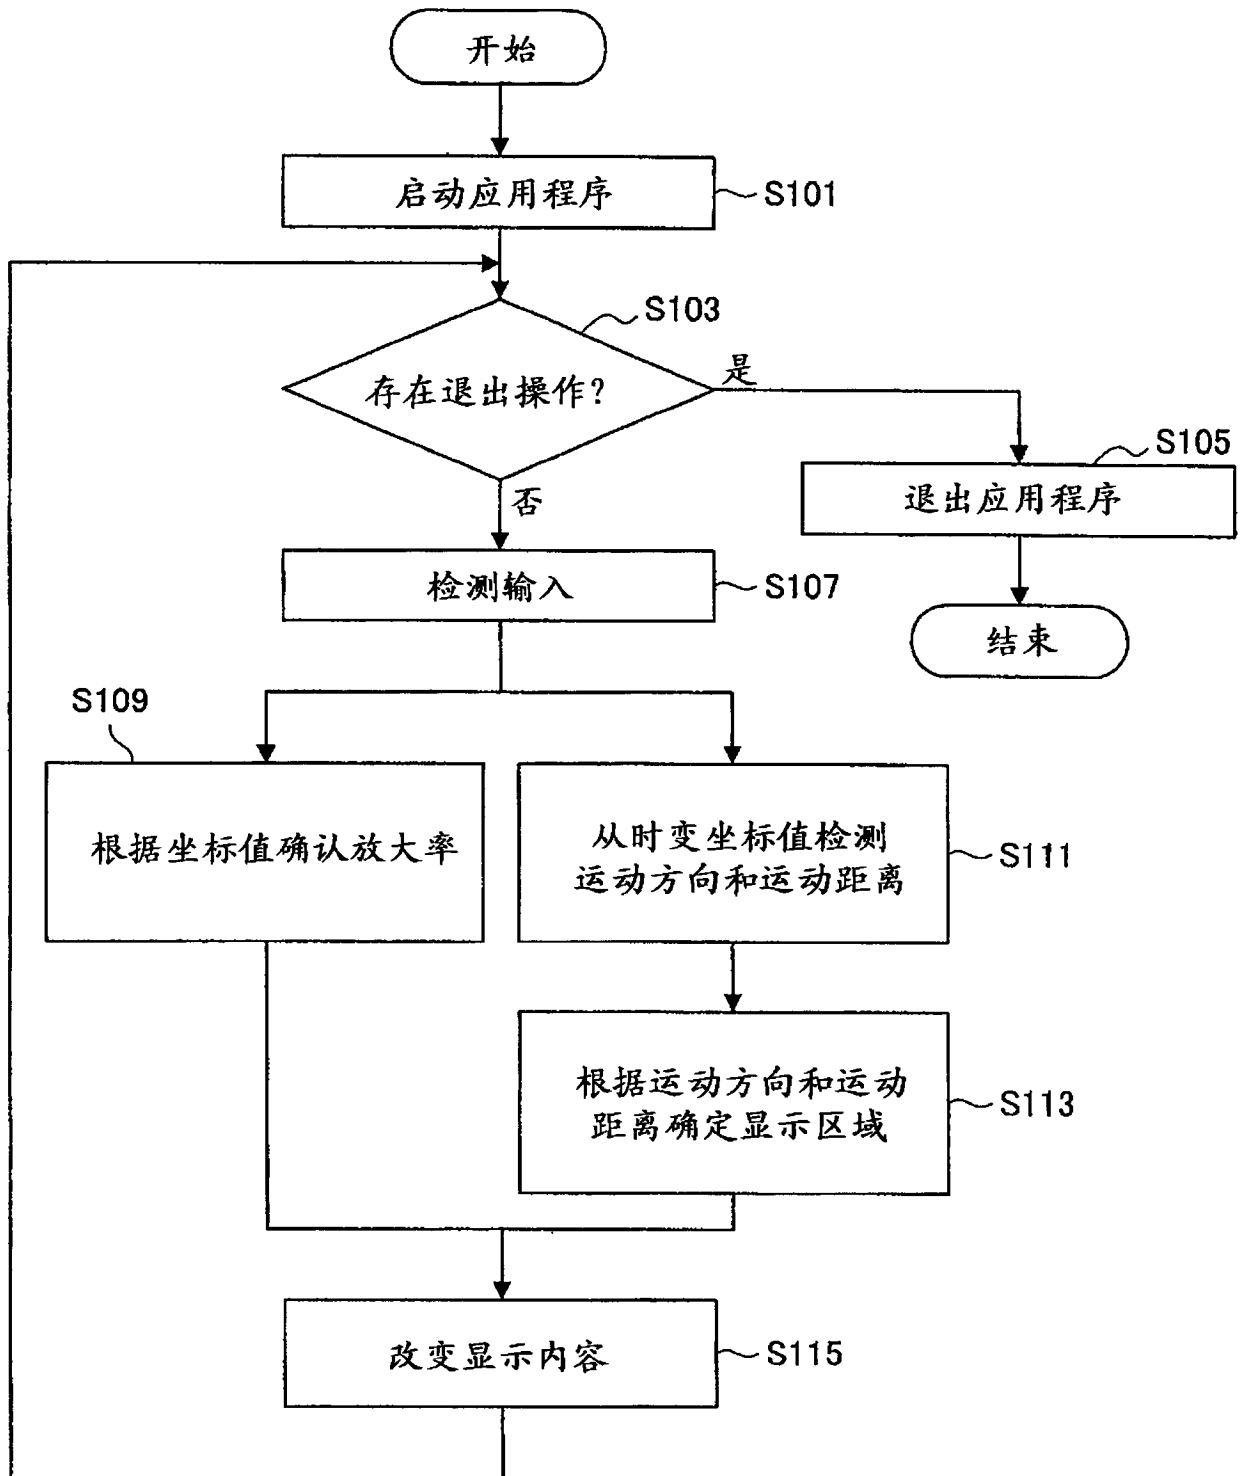 开始
启动应用程序
S101
S103
存在退出操作?
是
S105
退出应用程序
否
检测输入
S107
结束
S109
根据坐标值确认放大率
从时变坐标值检测
运动方向和运动距离
S111
根据运动方向和运动
距离确定显示区域
S113
改变显示内容
S115